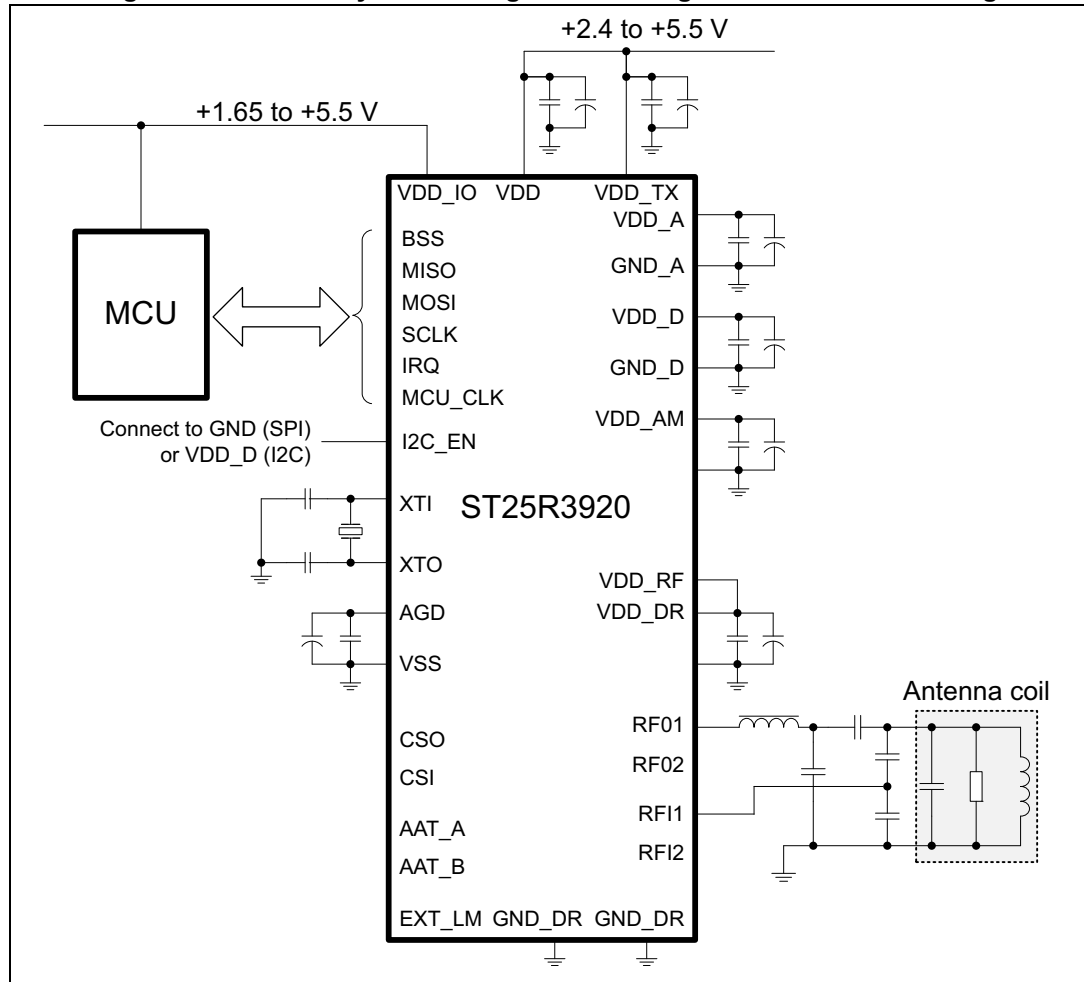 +2.4 to +5.5 V
+1.65 to +5.5 V
VDD_IO VDD VDD_TX
VDD_A
BSS
GND_A
MISO
MCU
MOSI
VDD_D
SCLK
IRQ
GND_D
MCU_CLK
VDD_AM
Connect to GND (SPI)
or VDD_D (I2C)
I2C_EN
XTI
ST25R3920
XTO
VDD_RF
AGD
VDD_DR
VSS
Antenna coil
RF01
CSO
RF02
CSI
RFI1
AAT_A
RFI2
AAT_B
EXT_LM GND_DR GND_DR